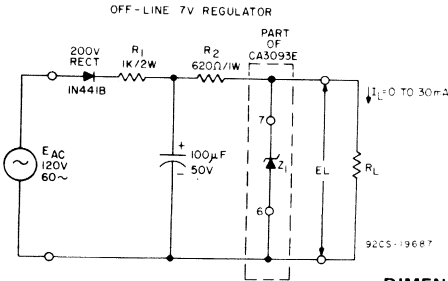 OFF-LINE 7V REGULATOR
PART
OF
CA3093E
200V
RECT
1N441B
R1
1K/2W
R2
620Ω/1W
IL=0 TO 30mA
7
+
100µF
50V
−
Z1
EL
RL
EAC
120V
60~
6
92CS-19687
DIMEN